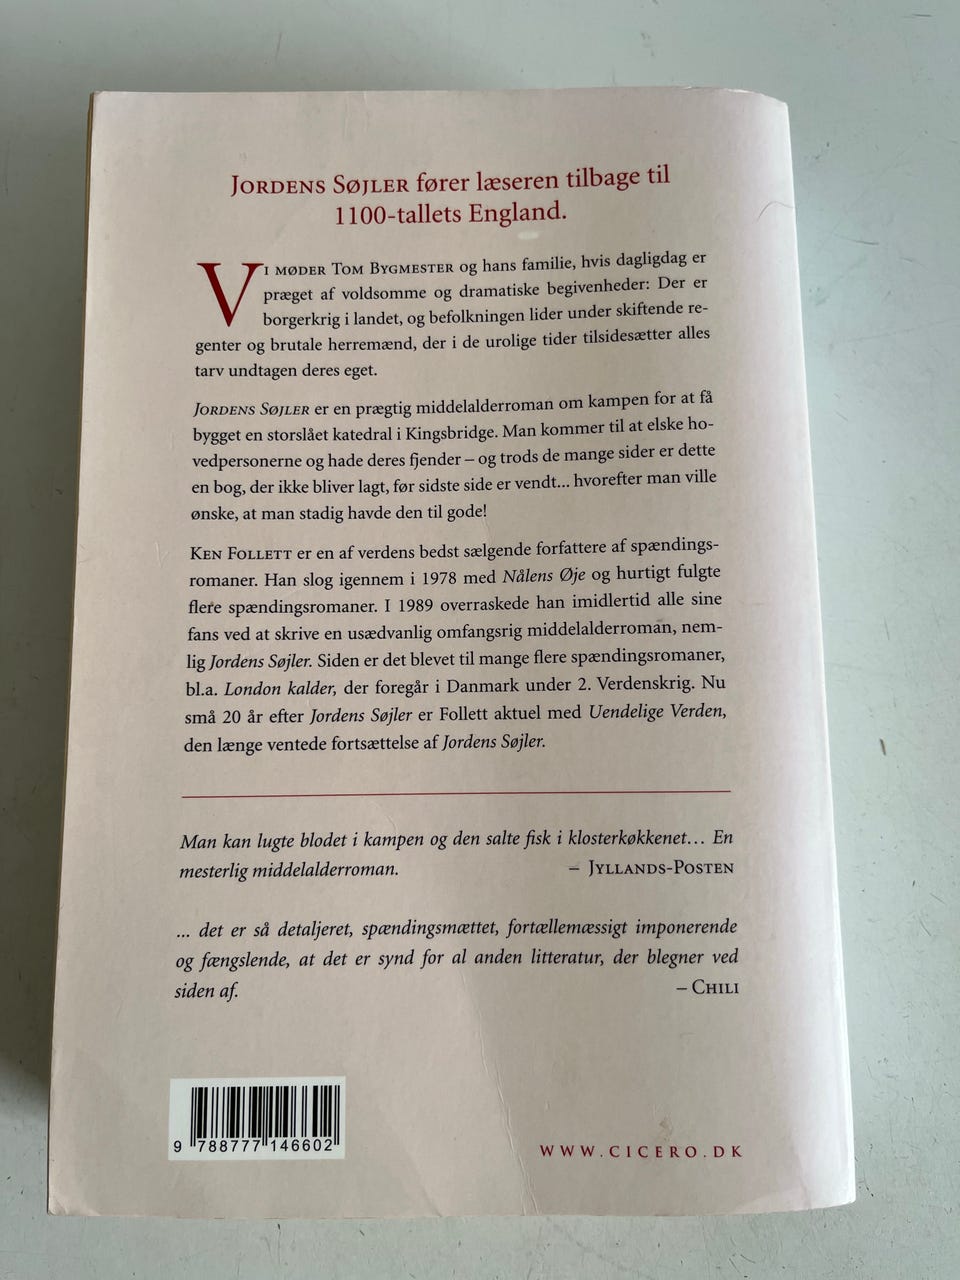 Jordens Søjler fører læseren tilbage til
1100-tallets England.
Vi møder Tom Bygmester og hans familie, hvis dagligdag er
præget af voldsomme og dramatiske begivenheder: Der er
borgerkrig i landet, og befolkningen lider under skiftende re-
genter og brutale herremænd, der i de urolige tider tilsidesætter alles
tarv undtagen deres eget.
Jordens Søjler er en prægtig middelalderroman om kampen for at få
bygget en storslået katedral i Kingsbridge. Man kommer til at elske ho-
vedpersonerne og hade deres fjender – og trods de mange sider er dette
en bog, der ikke bliver lagt, før sidste side er vendt... hvorefter man ville
ønske, at man stadig havde den til gode!
Ken Follett er en af verdens bedst sælgende forfattere af spændings-
romaner. Han slog igennem i 1978 med Nålens Øje og hurtigt fulgte
flere spændingsromaner. I 1989 overraskede han imidlertid alle sine
fans ved at skrive en usædvanlig omfangsrig middelalderroman, nem-
lig Jordens Søjler. Siden er det blevet til mange flere spændingsromaner,
bl.a. London kalder, der foregår i Danmark under 2. Verdenskrig. Nu
små 20 år efter Jordens Søjler er Follett aktuel med Uendelige Verden,
den længe ventede fortsættelse af Jordens Søjler.
Man kan lugte blodet i kampen og den salte fisk i klosterkøkkenet... En
mesterlig middelalderroman. – Jyllands-Posten
... det er så detaljeret, spændingsmættet, fortællemæssigt imponerende
og fængslende, at det er synd for al anden litteratur, der blegner ved
siden af. – Chili
9 788777 146602
WWW.CICERO.DK